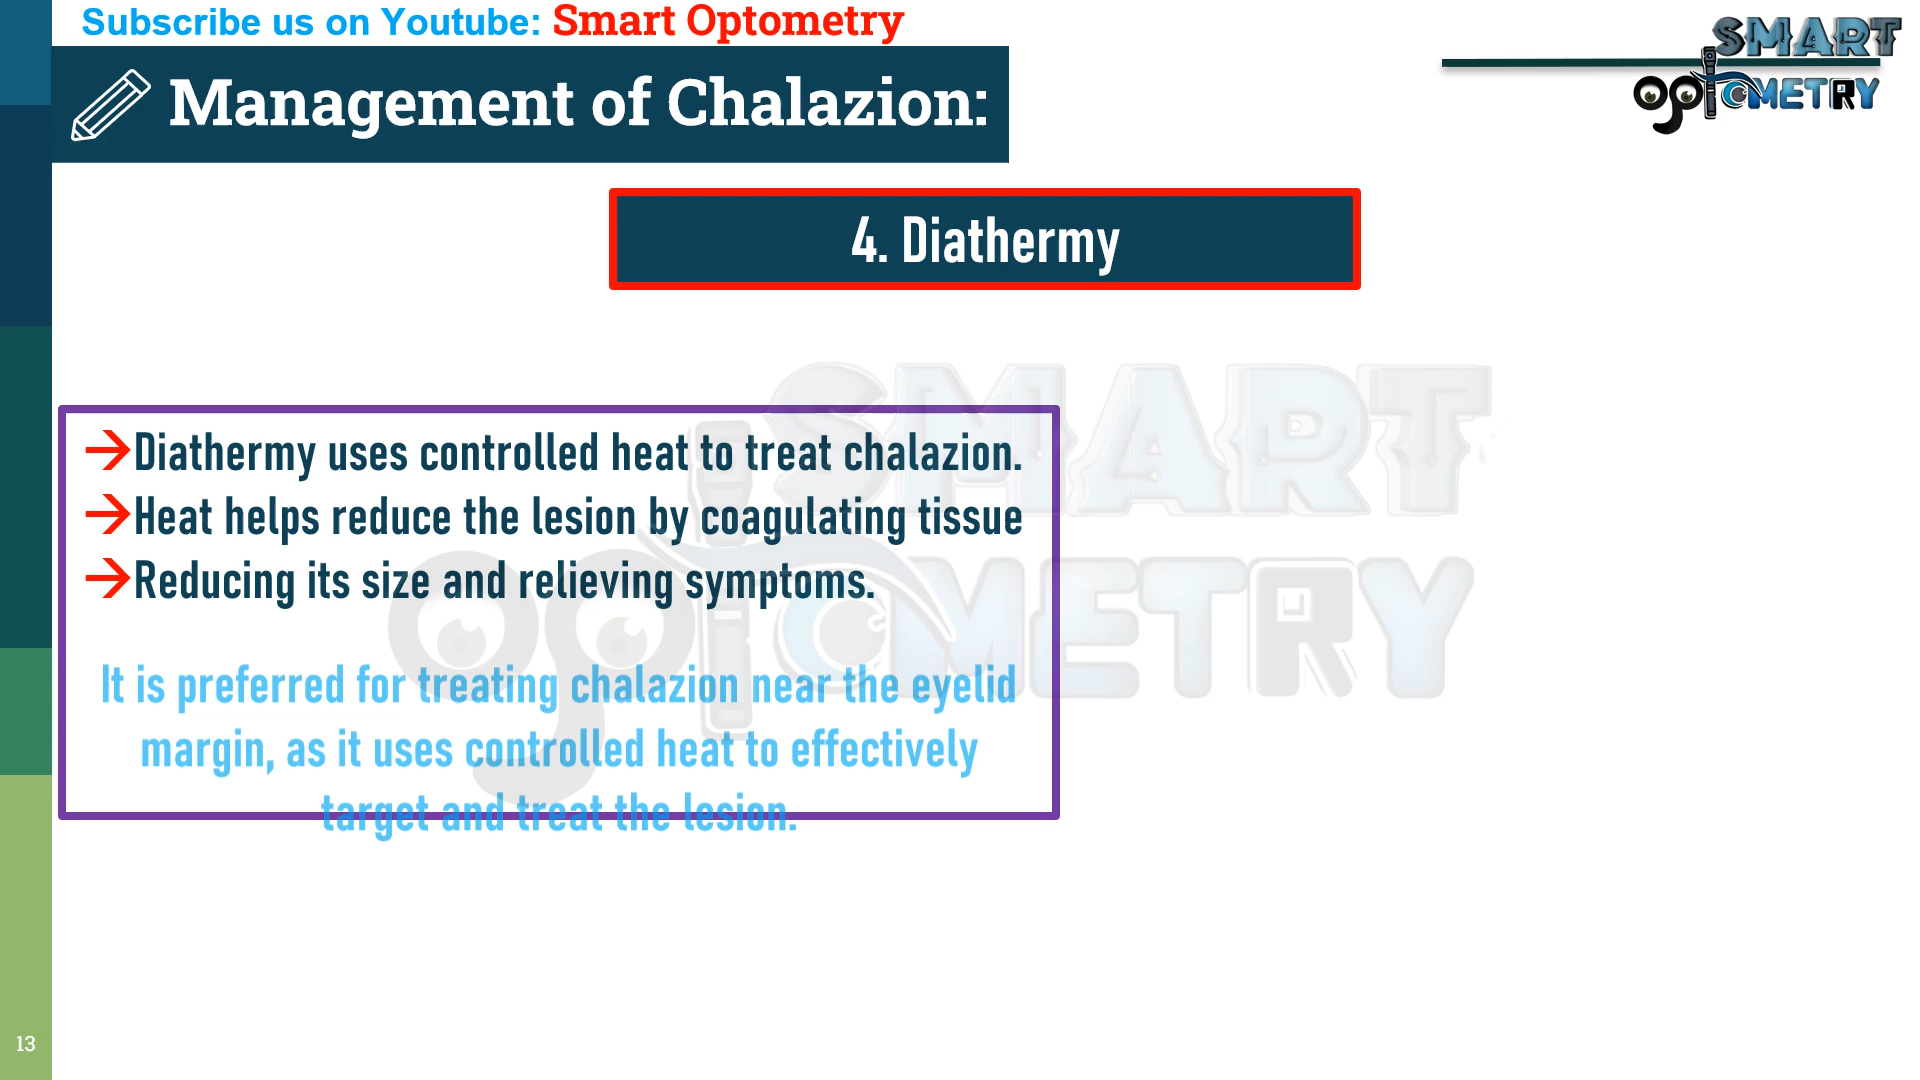 Subscribe us on Youtube: Smart Optometry
SMART
OPTOMETRY
Management of Chalazion:
4. Diathermy
→Diathermy uses controlled heat to treat chalazion.
→Heat helps reduce the lesion by coagulating tissue
→Reducing its size and relieving symptoms.
It is preferred for treating chalazion near the eyelid
margin, as it uses controlled heat to effectively
target and treat the lesion.
SMART
OPTOMETRY
13